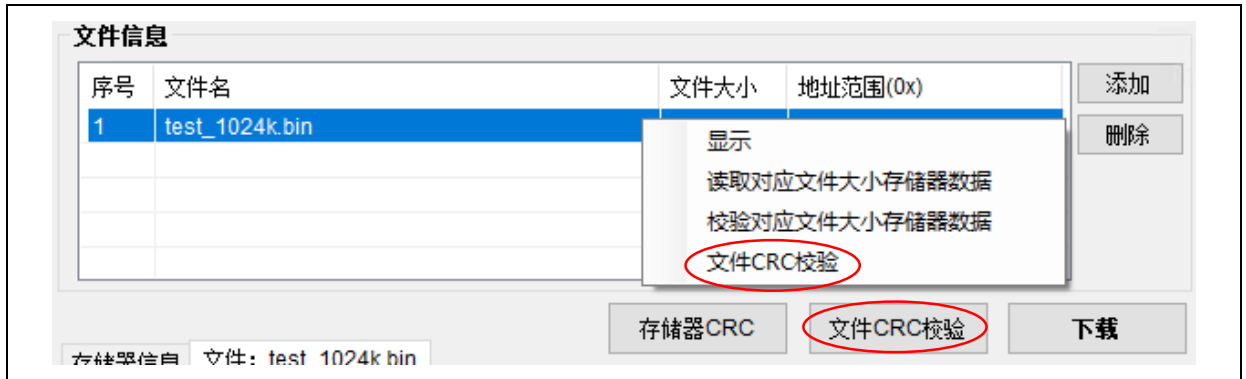 文件信息
序号 文件名 文件大小 地址范围(0x) 添加
1 test_1024k.bin 删除
显示
读取对应文件大小存储器数据
校验对应文件大小存储器数据
文件CRC校验
存储器CRC 文件CRC校验 下载
存储器信息 文件：test_1024k.bin